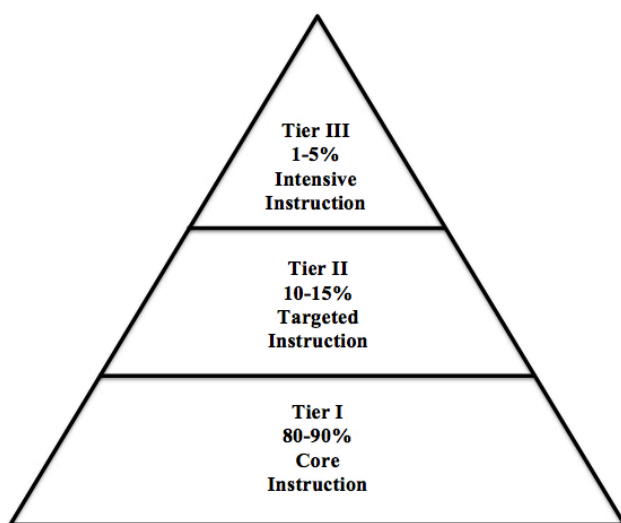 Tier III
1-5%
Intensive
Instruction
Tier II
10-15%
Targeted
Instruction
Tier I
80-90%
Core
Instruction